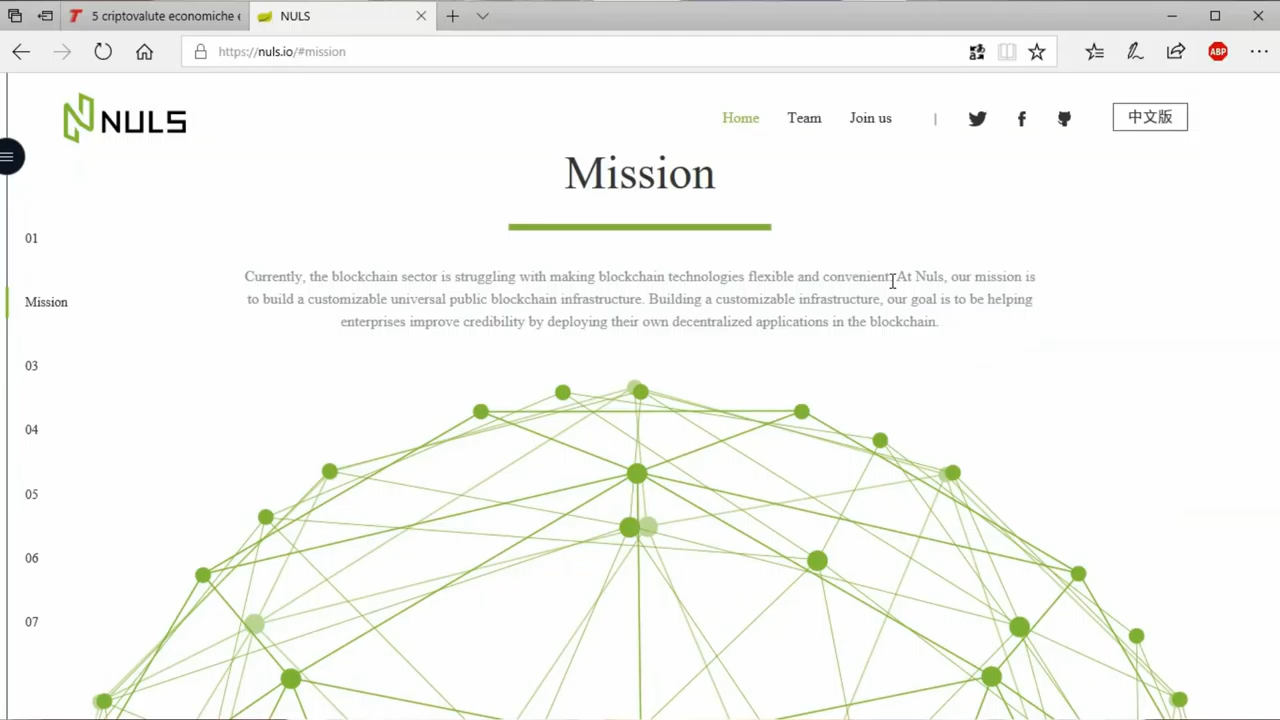 5 criptovalute economiche e
NULS
https://nuls.io/#mission
ABP
NULS
Home
Team
Join us
|
中文版
Mission
Currently, the blockchain sector is struggling with making blockchain technologies flexible and convenient. At Nuls, our mission is
to build a customizable universal public blockchain infrastructure. Building a customizable infrastructure, our goal is to be helping
enterprises improve credibility by deploying their own decentralized applications in the blockchain.
01
Mission
03
04
05
06
07